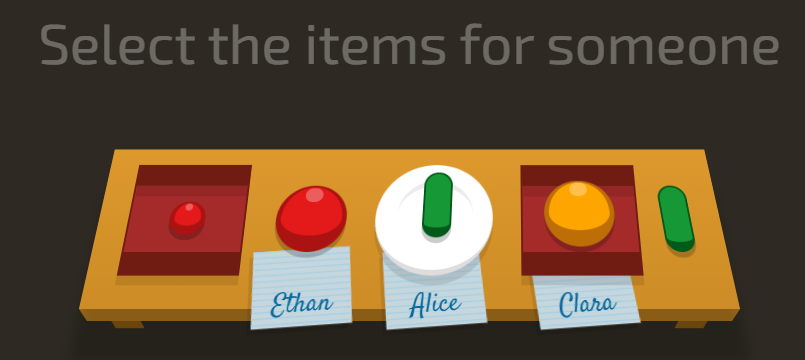 Select the items for someone
Ethan
Alice
Clara